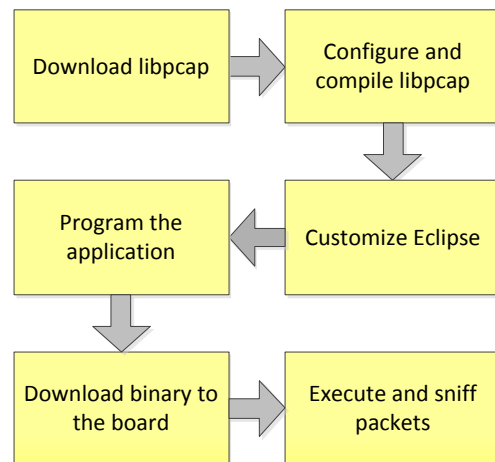 Download libpcap
Configure and
compile libpcap
Customize Eclipse
Program the
application
Download binary to
the board
Execute and sniff
packets